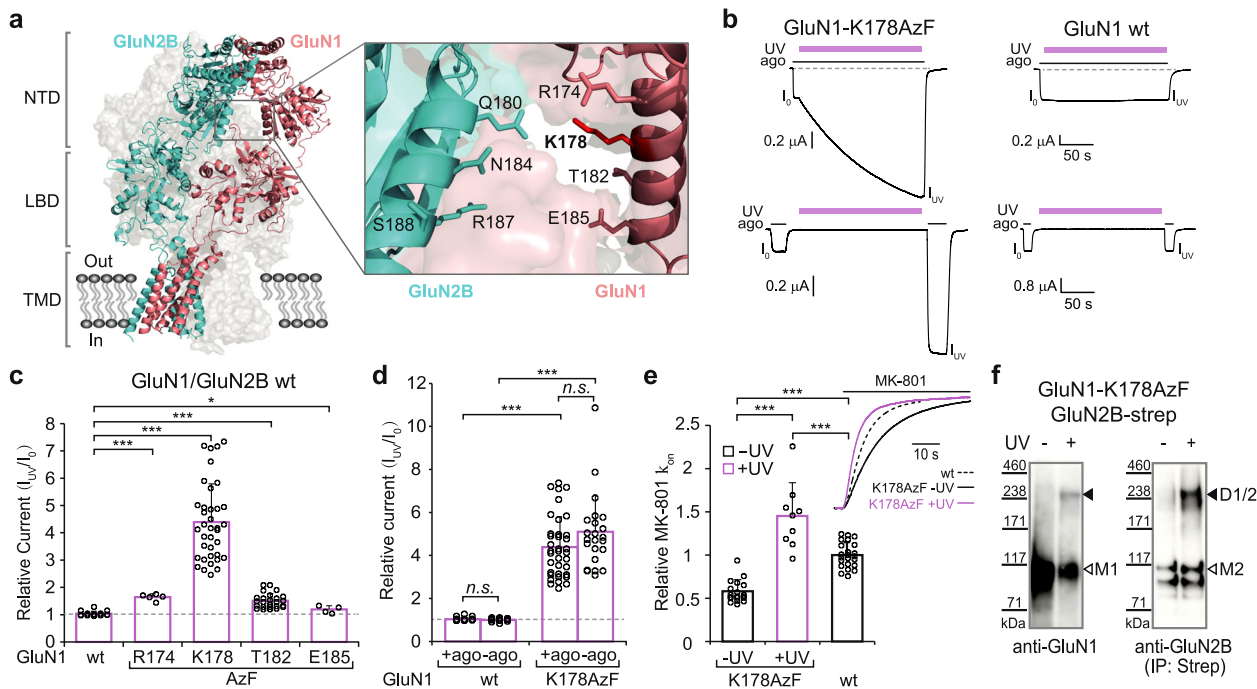 a
GluN2B
GluN1
NTD
LBD
TMD
Out
In
Q180
R174
K178
N184
T182
S188
R187
E185
GluN2B
GluN1
b
GluN1-K178AzF
GluN1 wt
UV
ago
I0
IUV
0.2 µA
UV
ago
I0
IUV
0.2 µA
50 s
UV
ago
I0
IUV
0.2 µA
UV
ago
I0
IUV
0.8 µA
50 s
c
GluN1/GluN2B wt
*
***
***
***
Relative Current (IUV/I0)
8
7
6
5
4
3
2
1
0
GluN1
wt
R174
K178
T182
E185
AzF
d
***
n.s.
***
n.s.
Relative current (IUV/I0)
12
10
8
6
4
2
0
+ago
-ago
+ago
-ago
GluN1
wt
K178AzF
e
***
***
***
MK-801
10 s
wt
K178AzF -UV
K178AzF +UV
-UV
+UV
Relative MK-801 kon
2.5
2
1.5
1
0.5
0
-UV
+UV
K178AzF
wt
f
GluN1-K178AzF
GluN2B-strep
UV
-
+
-
+
460
238
171
117
71
kDa
M1
anti-GluN1
460
238
171
117
71
kDa
D1/2
M2
anti-GluN2B
(IP: Strep)